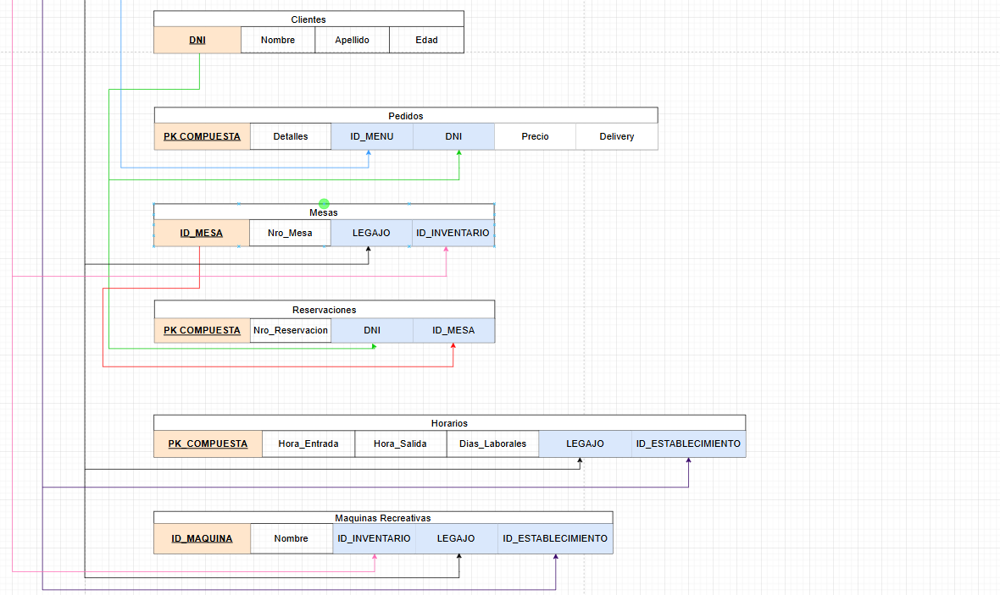 Clientes
DNI Nombre Apellido Edad
Pedidos
PK COMPUESTA Detalles ID_MENU DNI Precio Delivery
Mesas
ID_MESA Nro_Mesa LEGAJO ID_INVENTARIO
Reservaciones
PK COMPUESTA Nro_Reservacion DNI ID_MESA
Horarios
PK_COMPUESTA Hora_Entrada Hora_Salida Dias_Laborales LEGAJO ID_ESTABLECIMIENTO
Maquinas Recreativas
ID_MAQUINA Nombre ID_INVENTARIO LEGAJO ID_ESTABLECIMIENTO